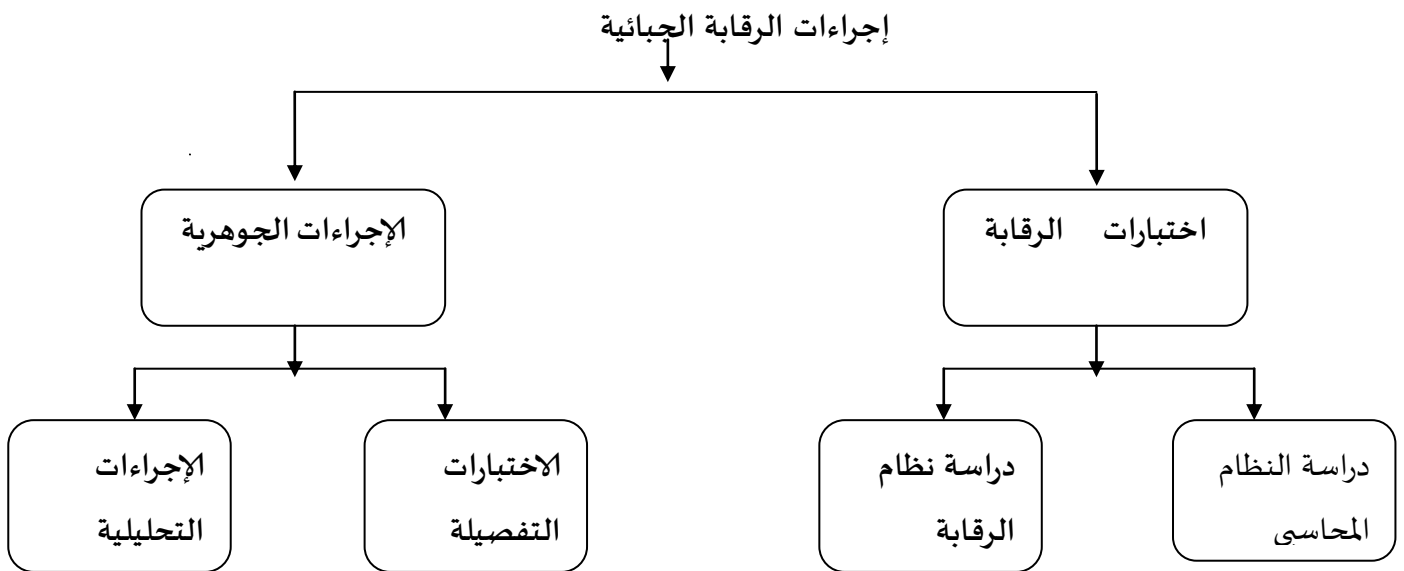 إجراءات الرقابة الجبائية
اختبارات الرقابة
الإجراءات الجوهرية
دراسة النظام
المحاسبي
دراسة نظام
الرقابة
الاختبارات
التفصيلة
الإجراءات
التحليلية